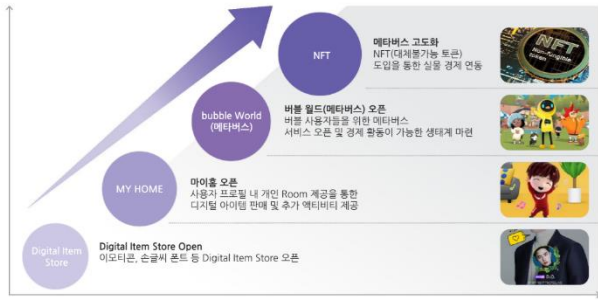 NFT
메타버스 고도화
NFT(대체불가능 토큰)
도입을 통한 실물 경제 연동
NFT
Non-fungible
token
bubble World
(메타버스)
버블 월드(메타버스) 오픈
버블 사용자들을 위한 메타버스
서비스 오픈 및 경제 활동이 가능한 생태계 마련
MY HOME
마이홈 오픈
사용자 프로필 내 개인 Room 제공을 통한
디지털 아이템 판매 및 추가 액티비티 제공
Digital Item
Store
Digital Item Store Open
이모티콘, 손글씨 폰트 등 Digital Item Store 오픈